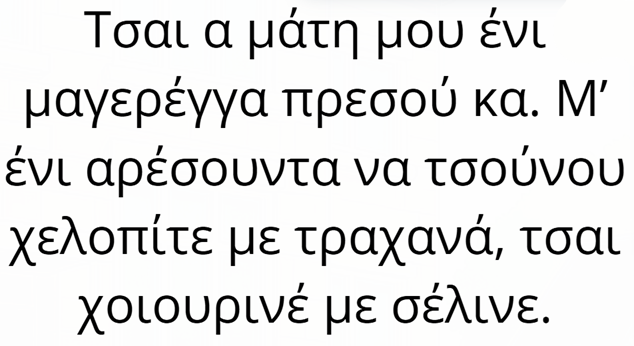 Τσαι α μάτη μου ένι
μαγερέγγα πρεσού κα. Μ’
ένι αρέσουντα να τσούνου
χελοπίτε με τραχανά, τσαι
χοιουρινέ με σέλινε.